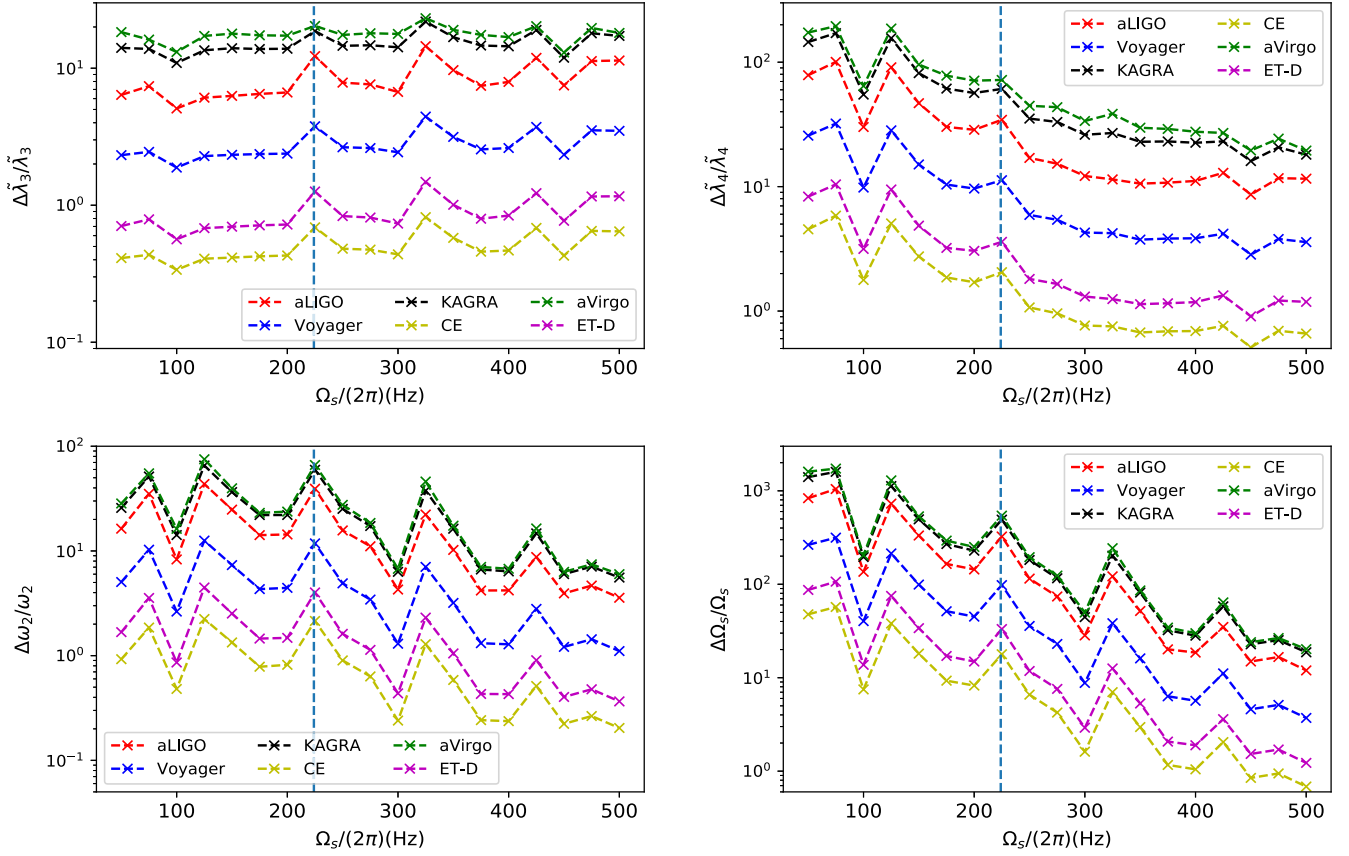 Δλ̃₃/λ̃₃
10¹
10⁰
10⁻¹
aLIGO KAGRA aVirgo
Voyager CE ET-D
100 200 300 400 500
Ωₛ/(2π)(Hz)
Δλ̃₄/λ̃₄
10²
10¹
10⁰
aLIGO CE
Voyager aVirgo
KAGRA ET-D
100 200 300 400 500
Ωₛ/(2π)(Hz)
Δω₂/ω₂
10²
10¹
10⁰
10⁻¹
aLIGO KAGRA aVirgo
Voyager CE ET-D
100 200 300 400 500
Ωₛ/(2π)(Hz)
ΔΩₛ/Ωₛ
10³
10²
10¹
10⁰
aLIGO CE
Voyager aVirgo
KAGRA ET-D
100 200 300 400 500
Ωₛ/(2π)(Hz)